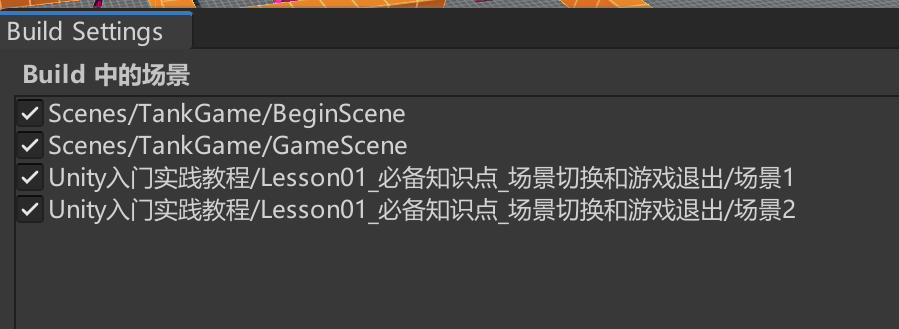 Build Settings
Build 中的场景
Scenes/TankGame/BeginScene
Scenes/TankGame/GameScene
Unity入门实践教程/Lesson01_必备知识点_场景切换和游戏退出/场景1
Unity入门实践教程/Lesson01_必备知识点_场景切换和游戏退出/场景2